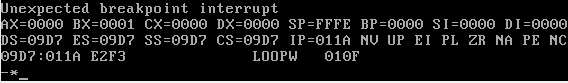 Unexpected breakpoint interrupt
AX=0000 BX=0001 CX=0000 DX=0000 SP=FFFE BP=0000 SI=0000 DI=0000
DS=09D7 ES=09D7 SS=09D7 CS=09D7 IP=011A NV UP EI PL ZR NA PE NC
09D7:011A E2F3 LOOPW 010F
-*_